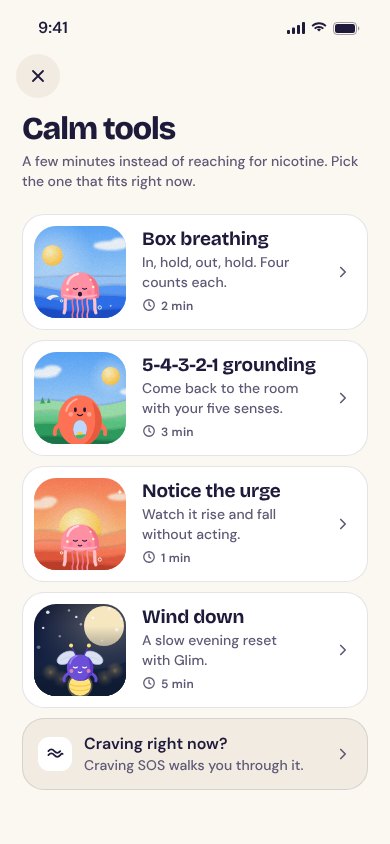 9:41
Calm tools
A few minutes instead of reaching for nicotine. Pick
the one that fits right now.
Box breathing
In, hold, out, hold. Four
counts each.
2 min
5-4-3-2-1 grounding
Come back to the room
with your five senses.
3 min
Notice the urge
Watch it rise and fall
without acting.
1 min
Wind down
A slow evening reset
with Glim.
5 min
Craving right now?
Craving SOS walks you through it.